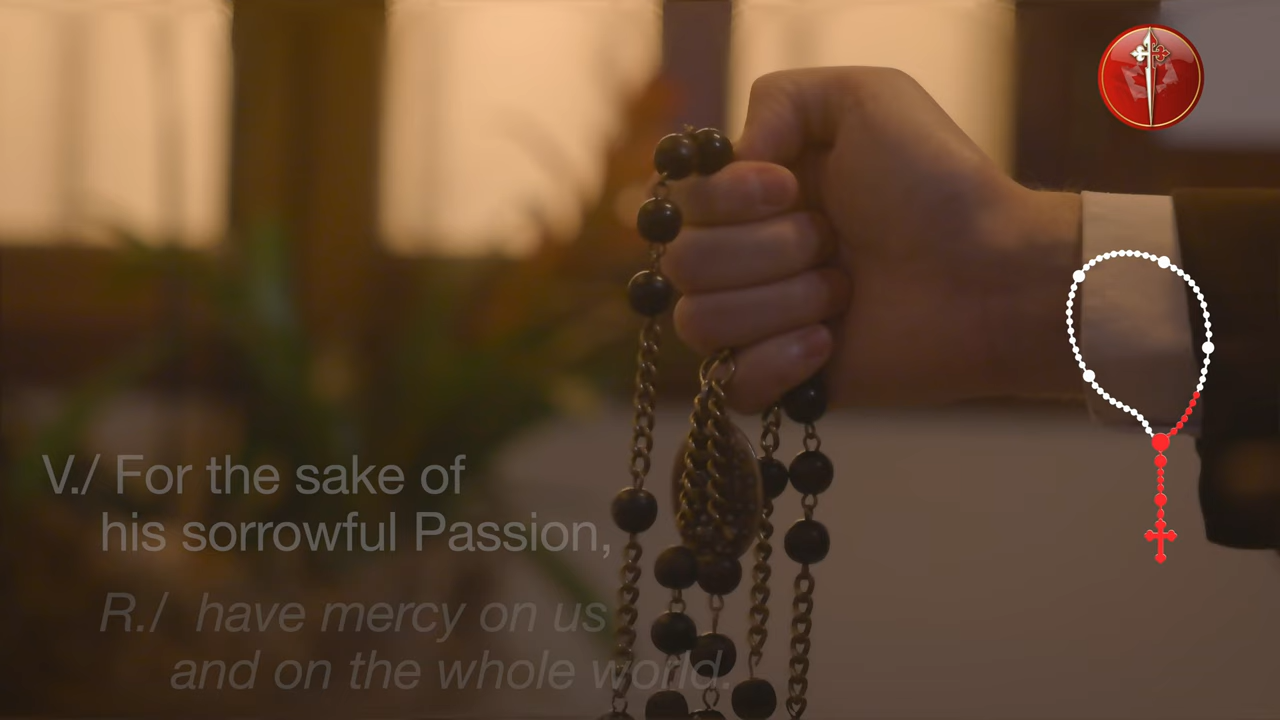 V./ For the sake of
his sorrowful Passion,
R./ have mercy on us
and on the whole world.